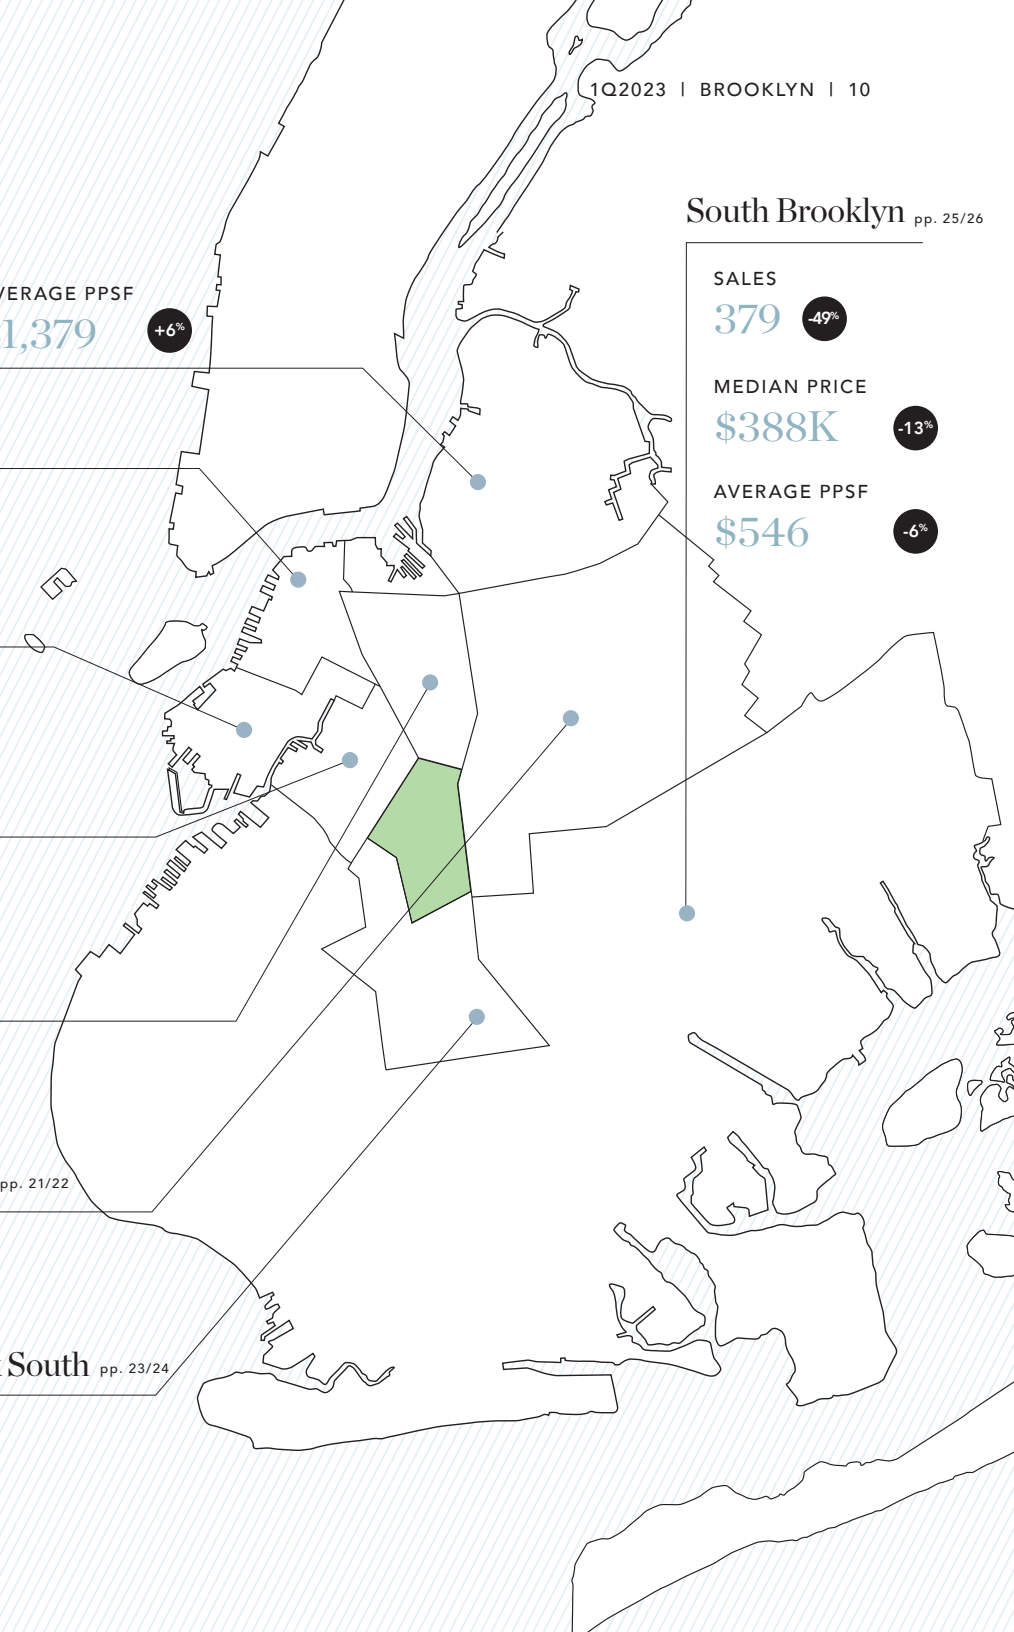 1Q2023 | BROOKLYN | 10
South Brooklyn pp. 25/26
SALES
379 -49%
MEDIAN PRICE
$388K -13%
AVERAGE PPSF
$546 -6%
VERAGE PPSF
1,379 +6%
pp. 21/22
South pp. 23/24